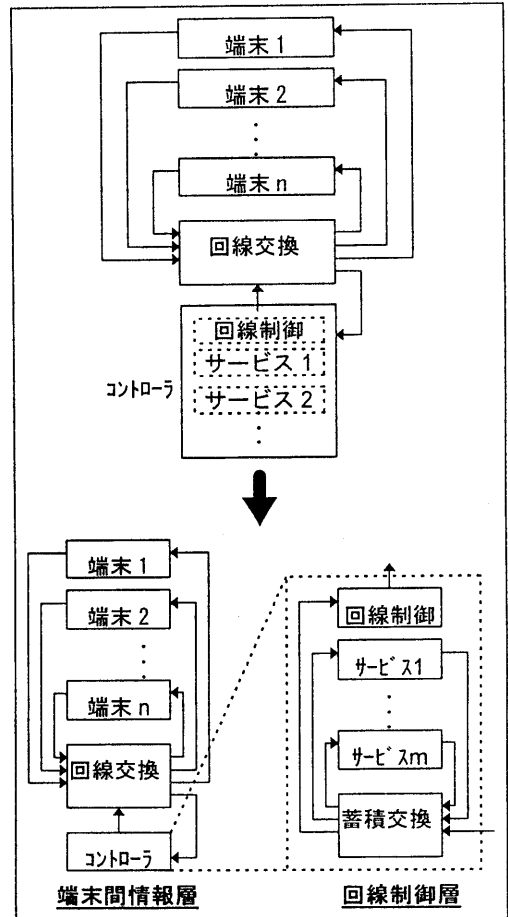 端末1
端末2
端末n
回線交換
回線制御
サービス1
コントローラ
サービス2
端末1
端末2
端末n
回線交換
コントローラ
端末間情報層
回線制御
サービス1
サービスm
蓄積交換
回線制御層